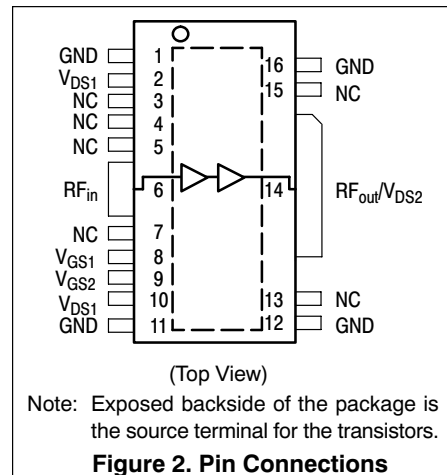 GND 1 16 GND
VDS1 2
NC 3 15 NC
NC 4
NC 5
RFin 6 14 RFout/VDS2
NC 7
VGS1 8
VGS2 9
VDS1 10 13 NC
GND 11 12 GND
(Top View)
Note: Exposed backside of the package is
the source terminal for the transistors.
Figure 2. Pin Connections